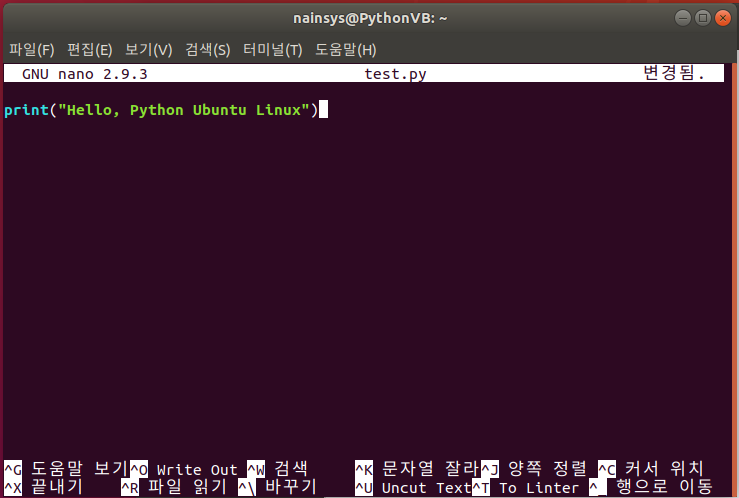 nainsys@PythonVB: ~
파일(F) 편집(E) 보기(V) 검색(S) 터미널(T) 도움말(H)
GNU nano 2.9.3 test.py 변경됨.
print("Hello, Python Ubuntu Linux")
^G 도움말 보기^O Write Out ^W 검색 ^K 문자열 잘라^J 양쪽 정렬 ^C 커서 위치
^X 끝내기 ^R 파일 읽기 ^\ 바꾸기 ^U Uncut Text^T To Linter ^_ 행으로 이동